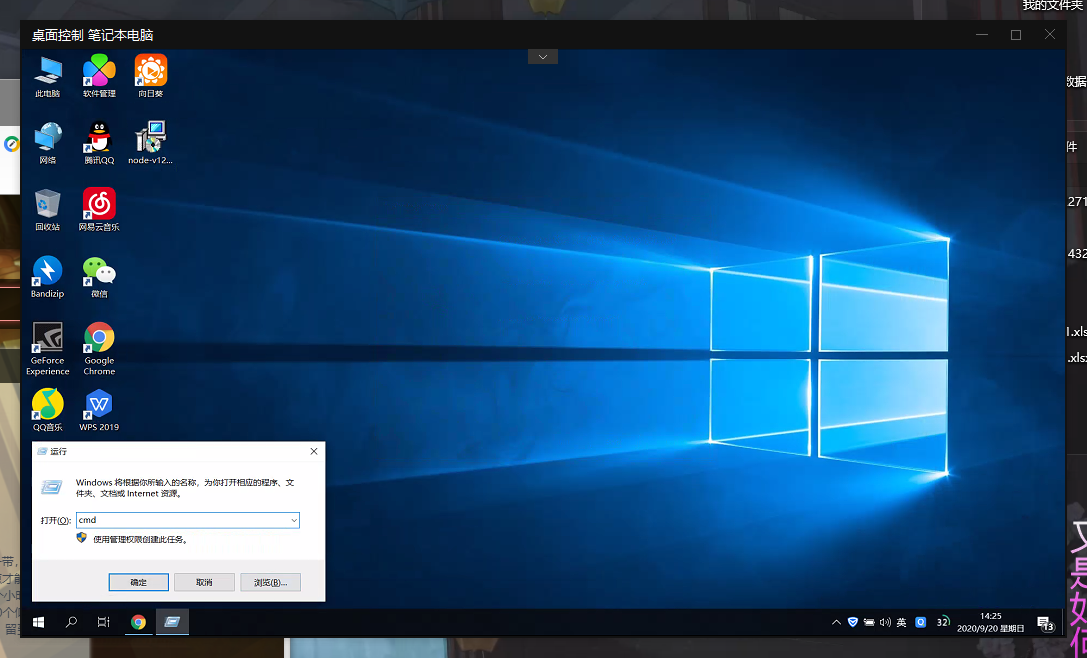 我的文件夹
桌面控制 笔记本电脑
此电脑
软件管理
向日葵
网络
腾讯QQ
node-v12...
回收站
网易云音乐
Bandizip
微信
GeForce
Experience
Google
Chrome
QQ音乐
WPS 2019
运行
Windows 将根据你所输入的名称，为你打开相应的程序、文
件夹、文档或 Internet 资源。
打开(O):
cmd
使用管理权限创建此任务。
确定
取消
浏览(B)...
数据
件
271
432
1.xls
.xls
文
是
如
何
英
32
14:25
2020/9/20 星期日
13